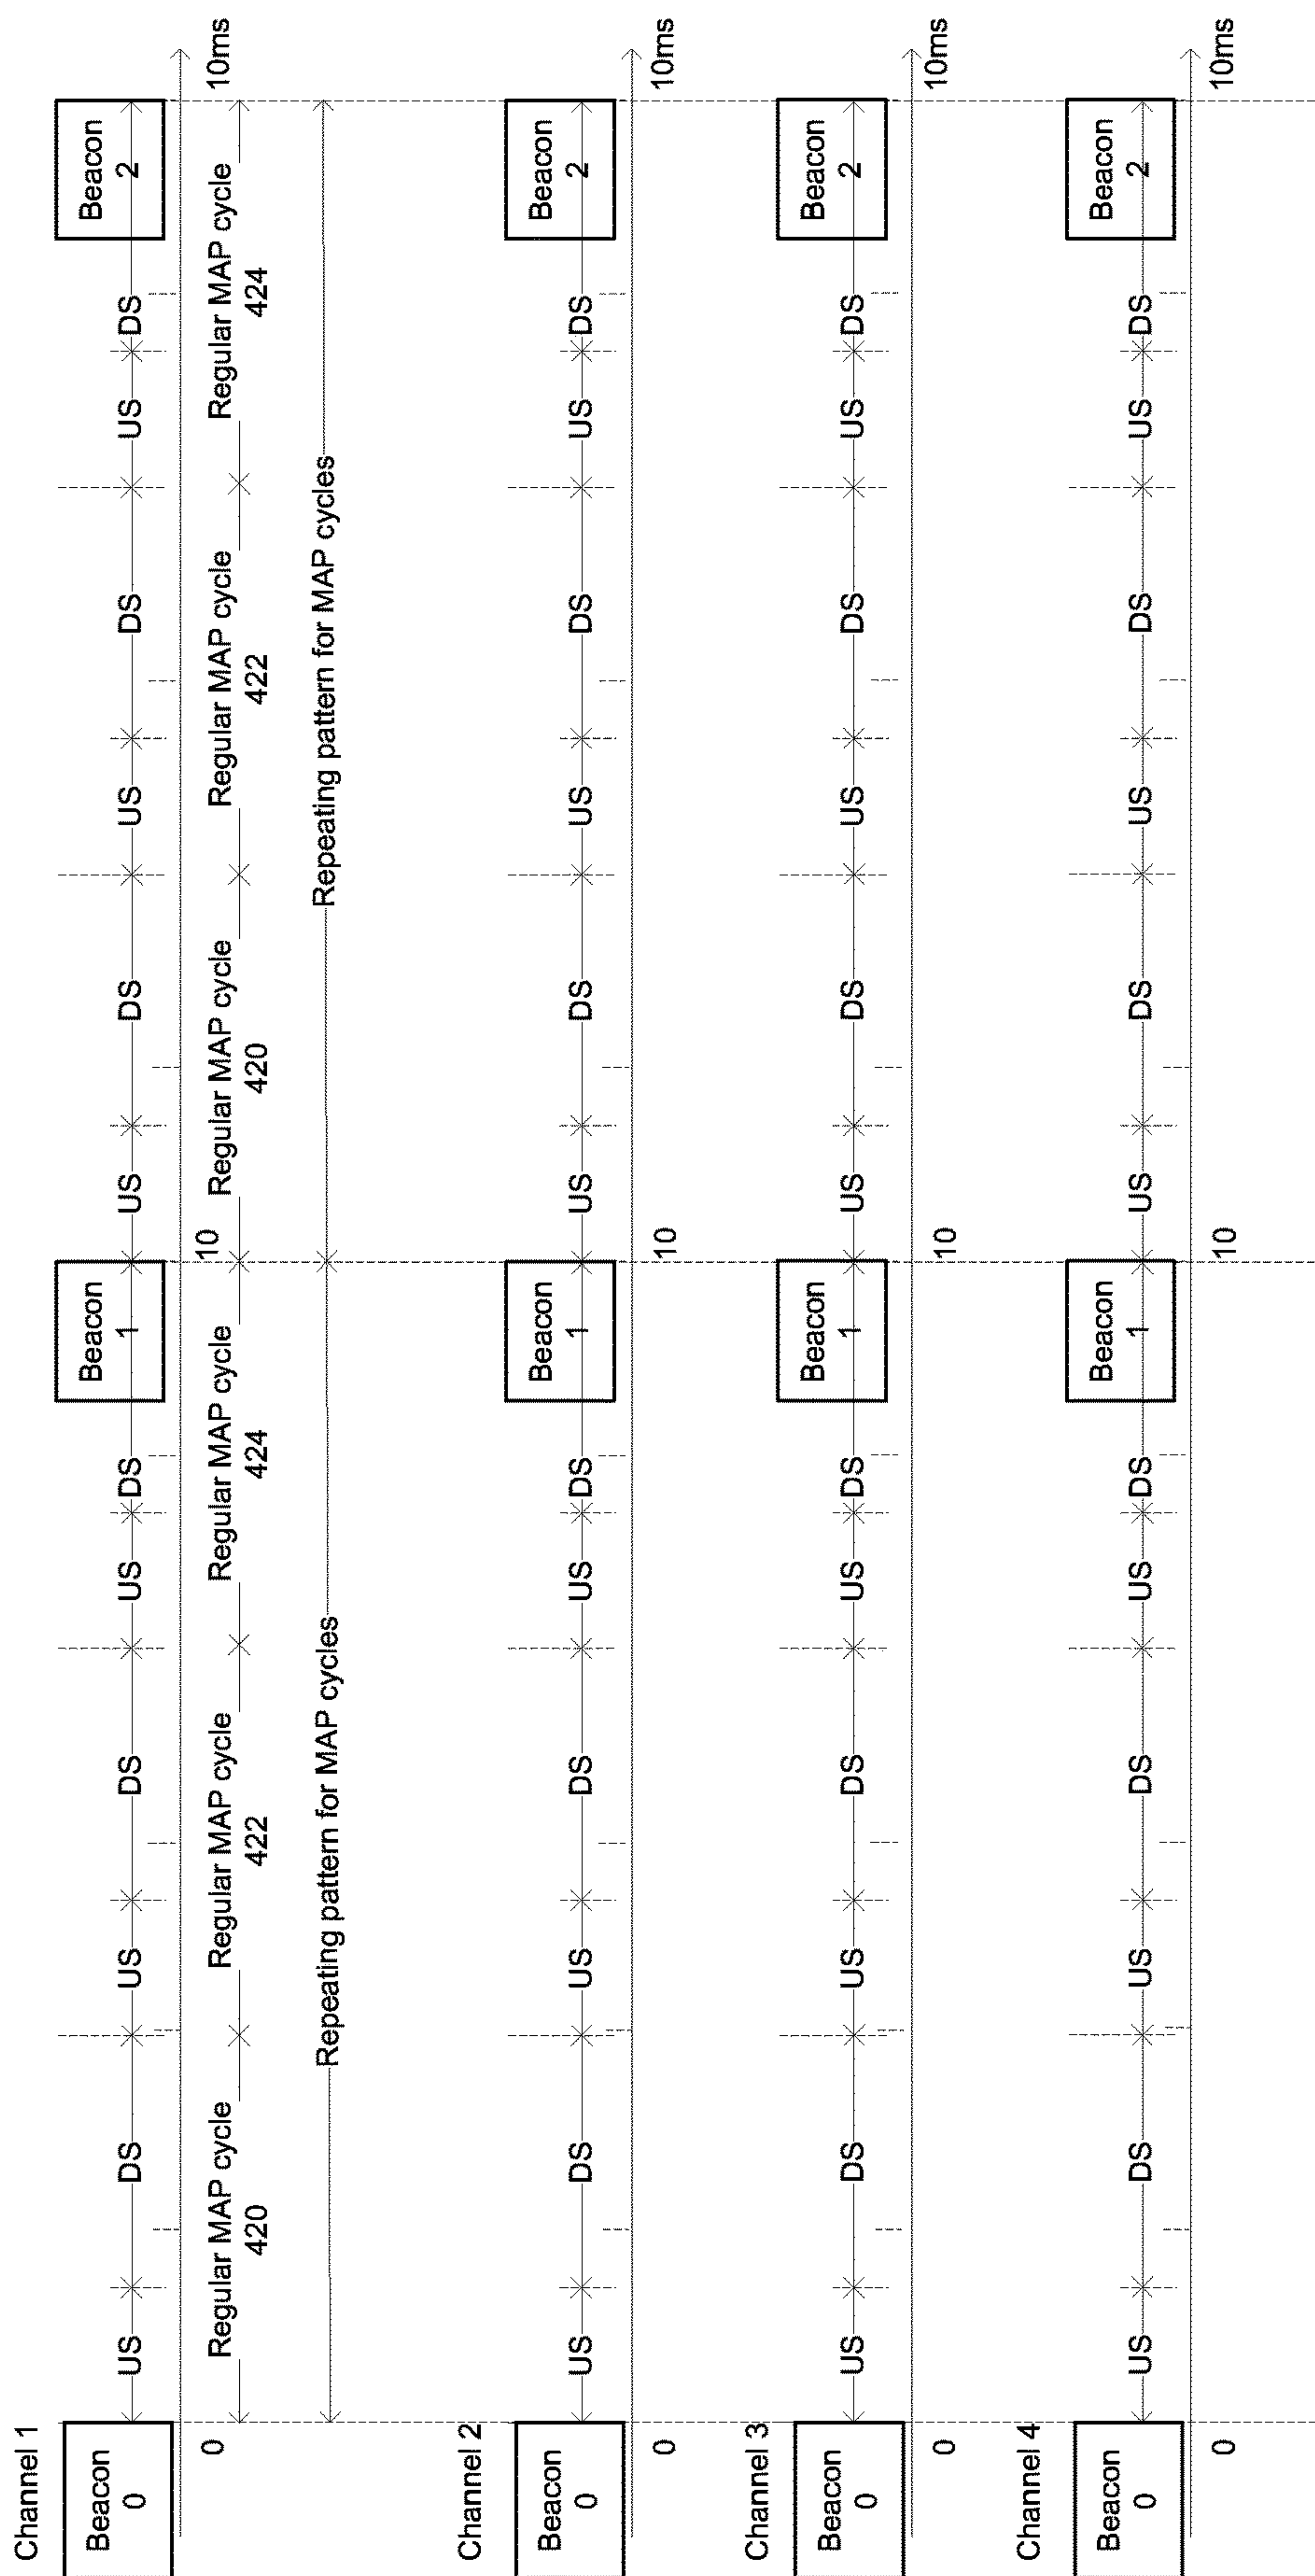 Channel 1
Beacon
0
US
DS
US
DS
US
DS
Beacon
1
US
DS
US
DS
US
DS
Beacon
2
0
10
10ms
Regular MAP cycle
420
Regular MAP cycle
422
Regular MAP cycle
424
Regular MAP cycle
420
Regular MAP cycle
422
Regular MAP cycle
424
Repeating pattern for MAP cycles
Repeating pattern for MAP cycles
Channel 2
Beacon
0
US
DS
US
DS
US
DS
Beacon
1
US
DS
US
DS
US
DS
Beacon
2
0
10
10ms
Channel 3
Beacon
0
US
DS
US
DS
US
DS
Beacon
1
US
DS
US
DS
US
DS
Beacon
2
0
10
10ms
Channel 4
Beacon
0
US
DS
US
DS
US
DS
Beacon
1
US
DS
US
DS
US
DS
Beacon
2
0
10
10ms